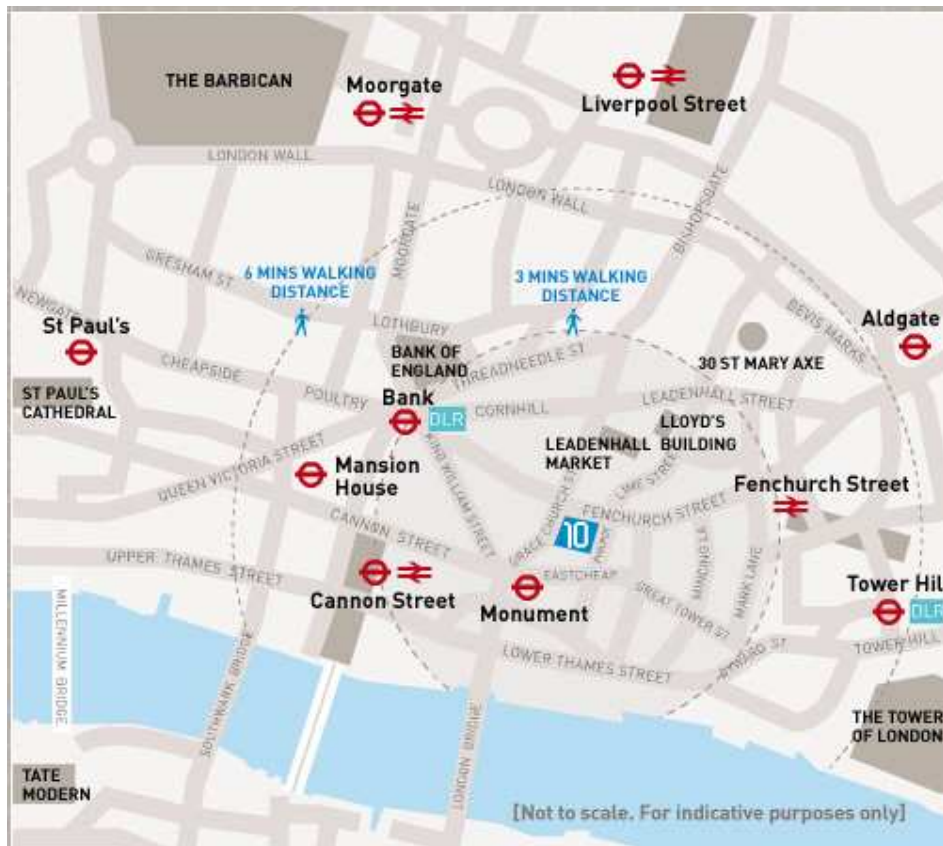 THE BARBICAN
Moorgate
Liverpool Street
LONDON WALL
LONDON WALL
BISHOPSGATE
MOORGATE
GRESHAM ST
6 MINS WALKING
DISTANCE
3 MINS WALKING
DISTANCE
NEWGATE
St Paul's
LOTHBURY
BEVIS MARKS
Aldgate
CHEAPSIDE
BANK OF
ENGLAND
THREADNEEDLE ST
30 ST MARY AXE
ST PAUL'S
CATHEDRAL
POULTRY
Bank
DLR
CORNHILL
LEADENHALL STREET
LLOYD'S
BUILDING
LEADENHALL
MARKET
QUEEN VICTORIA STREET
Mansion
House
KING WILLIAM STREET
GRACECHURCH ST
LIME STREET
Fenchurch Street
FENCHURCH STREET
CANNON STREET
10
PHILPOT
MINCING LA
MARK LANE
UPPER THAMES STREET
EASTCHEAP
Cannon Street
Monument
GREAT TOWER ST
Tower Hil
DLR
MILLENNIUM BRIDGE
SOUTHWARK BRIDGE
LOWER THAMES STREET
BYWARD ST
TOWER HILL
LONDON BRIDGE
THE TOWER
OF LONDON
TATE
MODERN
[Not to scale. For indicative purposes only]